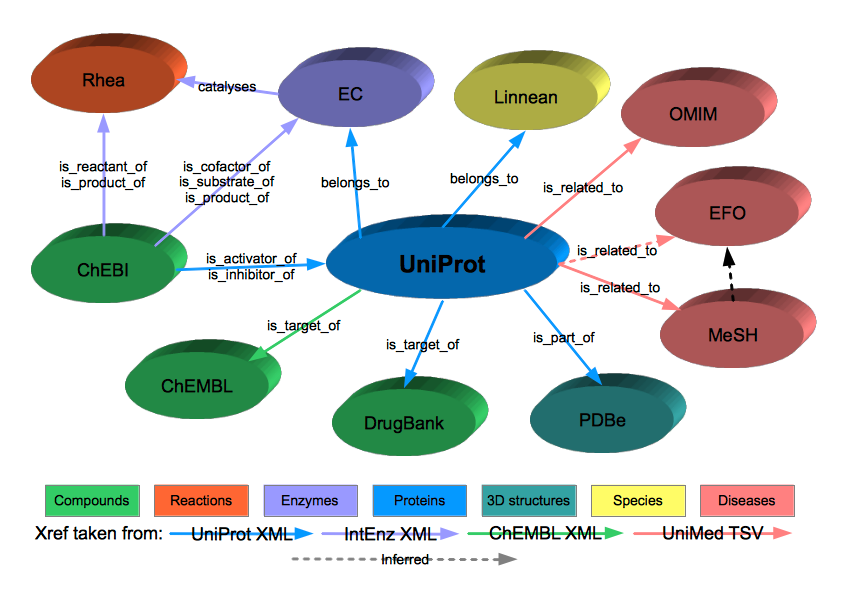 Rhea
catalyses
EC
Linnean
OMIM
is_reactant_of
is_product_of
is_cofactor_of
is_substrate_of
is_product_of
belongs_to
belongs_to
is_related_to
EFO
is_related_to
ChEBI
is_activator_of
is_inhibitor_of
UniProt
is_related_to
MeSH
is_target_of
is_target_of
is_part_of
ChEMBL
DrugBank
PDBe
Compounds
Reactions
Enzymes
Proteins
3D structures
Species
Diseases
Xref taken from:
UniProt XML
IntEnz XML
ChEMBL XML
UniMed TSV
Inferred